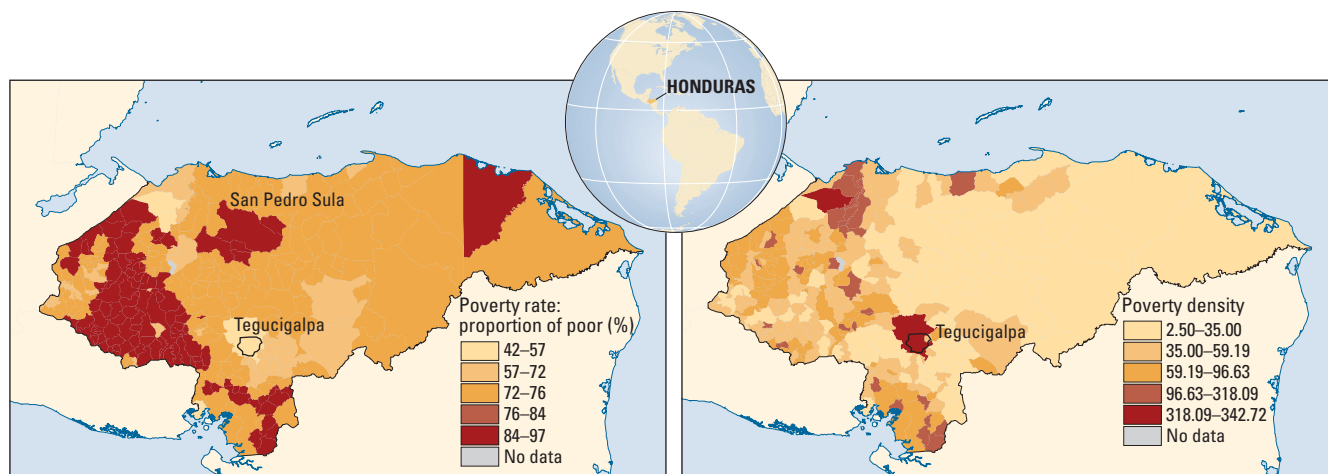 HONDURAS
San Pedro Sula
Tegucigalpa
Poverty rate:
proportion of poor (%)
42–57
57–72
72–76
76–84
84–97
No data
Tegucigalpa
Poverty density
2.50–35.00
35.00–59.19
59.19–96.63
96.63–318.09
318.09–342.72
No data